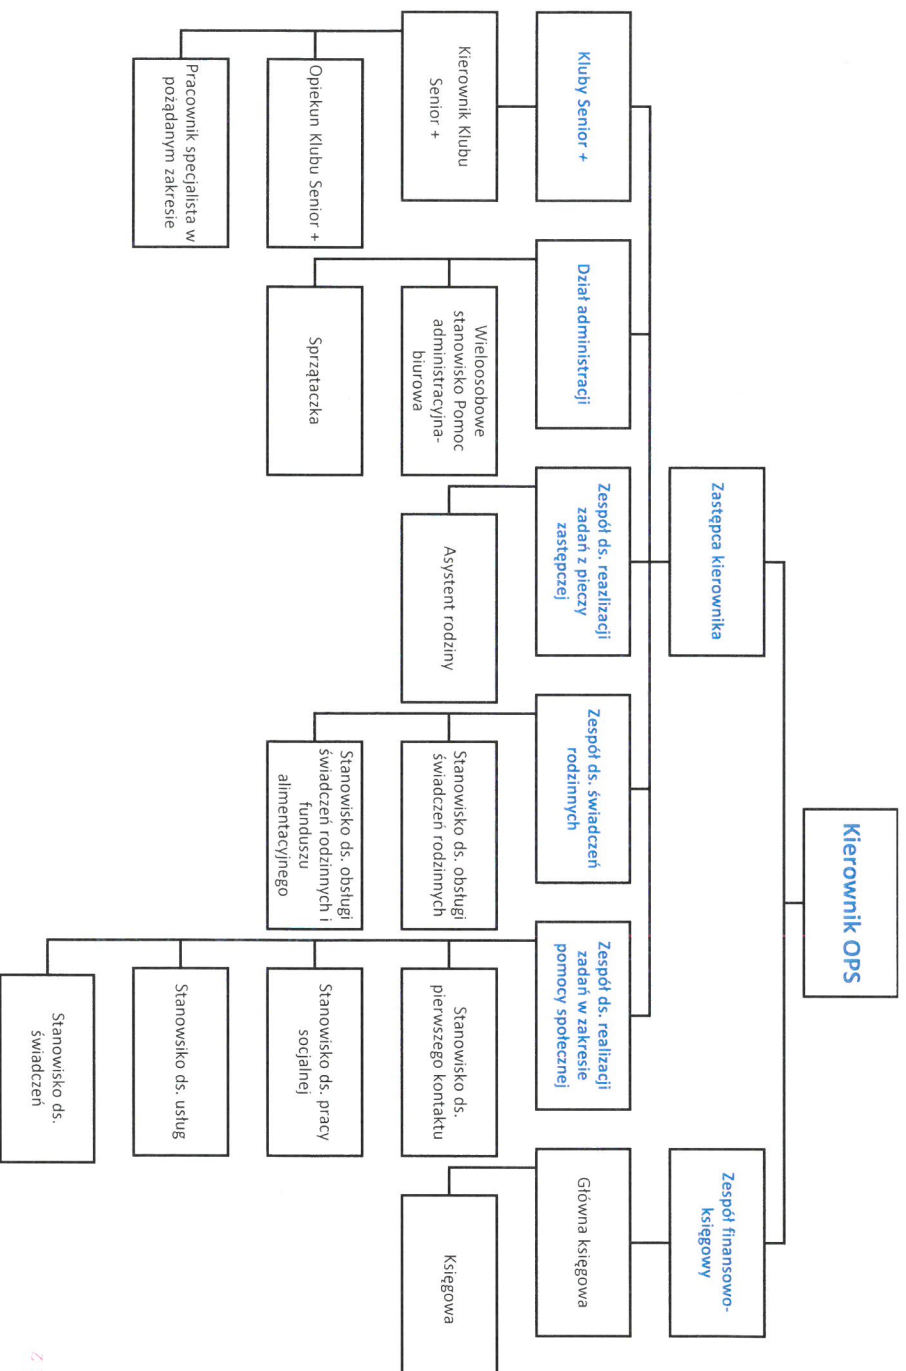 Kierownik OPS
Zastępca kierownika
Zespół finansowo-
księgowy
Kluby Senior +
Dział administracji
Zespół ds. reazlizacji
zadań z pieczy
zastępczej
Zespół ds. świadczeń
rodzinnych
Zespół ds. realizacji
zadań w zakresie
pomocy społecznej
Główna księgowa
Kierownik Klubu
Senior +
Wieloosobowe
stanowisko Pomoc
administracyjna-
biurowa
Asystent rodziny
Stanowisko ds. obsługi
świadczeń rodzinnych
Stanowisko ds.
pierwszego kontaktu
Księgowa
Opiekun Klubu Senior +
Sprzątaczka
Stanowisko ds. obsługi
świadczeń rodzinnych i
funduszu
alimentacyjnego
Stanowisko ds. pracy
socjalnej
Pracownik specjalista w
pożądanym zakresie
Stanowsiko ds. usług
Stanowisko ds.
świadczeń